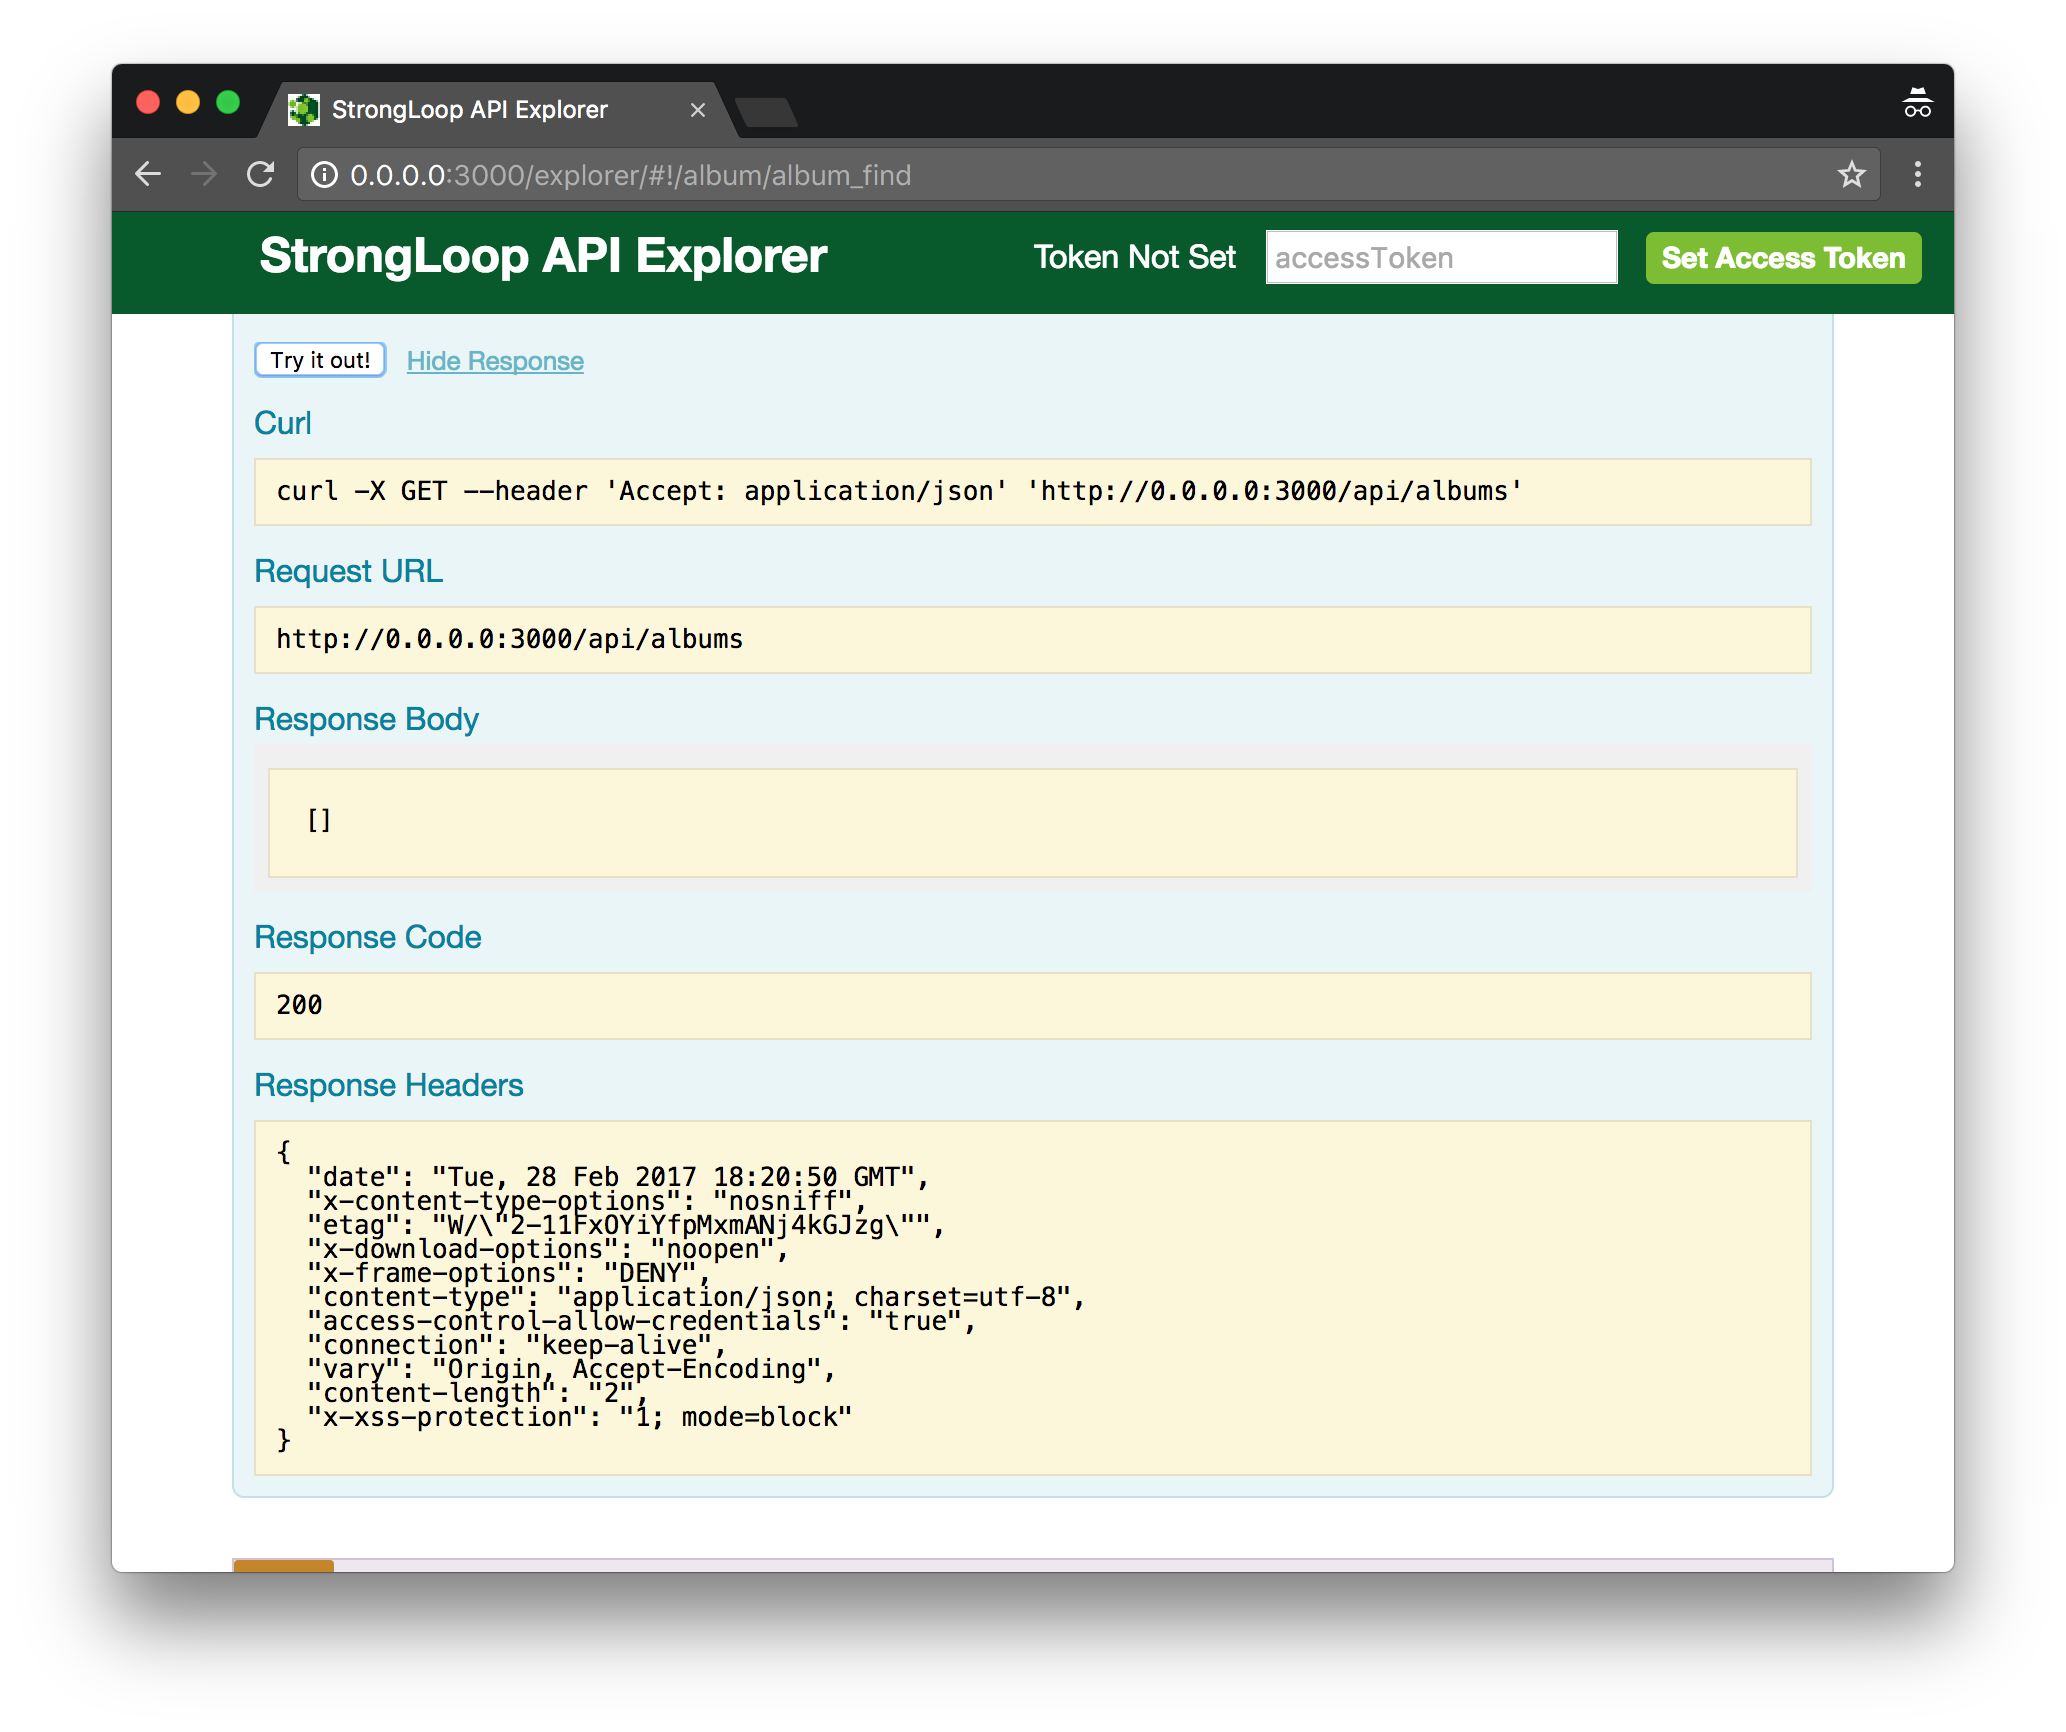 StrongLoop API Explorer
0.0.0.0:3000/explorer/#!/album/album_find
StrongLoop API Explorer
Token Not Set
accessToken
Set Access Token
Try it out!
Hide Response
Curl
curl -X GET --header 'Accept: application/json' 'http://0.0.0.0:3000/api/albums'
Request URL
http://0.0.0.0:3000/api/albums
Response Body
[]
Response Code
200
Response Headers
{
  "date": "Tue, 28 Feb 2017 18:20:50 GMT",
  "x-content-type-options": "nosniff",
  "etag": "W/\"2-11FxOYiYfpMxmANj4kGJzg\"",
  "x-download-options": "noopen",
  "x-frame-options": "DENY",
  "content-type": "application/json; charset=utf-8",
  "access-control-allow-credentials": "true",
  "connection": "keep-alive",
  "vary": "Origin, Accept-Encoding",
  "content-length": "2",
  "x-xss-protection": "1; mode=block"
}